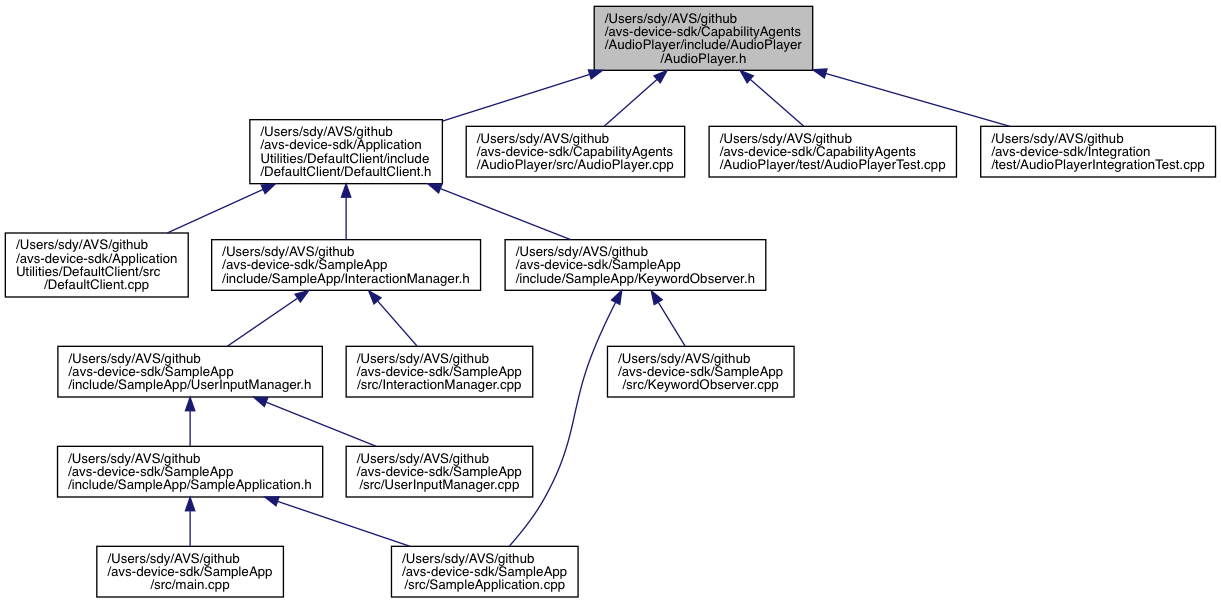 /Users/sdy/AVS/github
/avs-device-sdk/CapabilityAgents
/AudioPlayer/include/AudioPlayer
/AudioPlayer.h
/Users/sdy/AVS/github
/avs-device-sdk/Application
Utilities/DefaultClient/include
/DefaultClient/DefaultClient.h
/Users/sdy/AVS/github
/avs-device-sdk/CapabilityAgents
/AudioPlayer/src/AudioPlayer.cpp
/Users/sdy/AVS/github
/avs-device-sdk/CapabilityAgents
/AudioPlayer/test/AudioPlayerTest.cpp
/Users/sdy/AVS/github
/avs-device-sdk/Integration
/test/AudioPlayerIntegrationTest.cpp
/Users/sdy/AVS/github
/avs-device-sdk/Application
Utilities/DefaultClient/src
/DefaultClient.cpp
/Users/sdy/AVS/github
/avs-device-sdk/SampleApp
/include/SampleApp/InteractionManager.h
/Users/sdy/AVS/github
/avs-device-sdk/SampleApp
/include/SampleApp/KeywordObserver.h
/Users/sdy/AVS/github
/avs-device-sdk/SampleApp
/include/SampleApp/UserInputManager.h
/Users/sdy/AVS/github
/avs-device-sdk/SampleApp
/src/InteractionManager.cpp
/Users/sdy/AVS/github
/avs-device-sdk/SampleApp
/src/KeywordObserver.cpp
/Users/sdy/AVS/github
/avs-device-sdk/SampleApp
/include/SampleApp/SampleApplication.h
/Users/sdy/AVS/github
/avs-device-sdk/SampleApp
/src/UserInputManager.cpp
/Users/sdy/AVS/github
/avs-device-sdk/SampleApp
/src/main.cpp
/Users/sdy/AVS/github
/avs-device-sdk/SampleApp
/src/SampleApplication.cpp